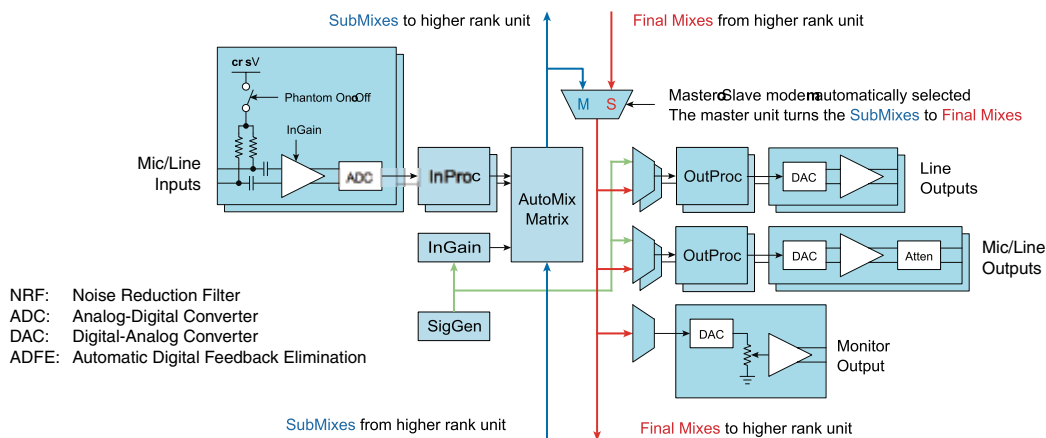 SubMixes to higher rank unit
Final Mixes from higher rank unit
cr sV
Phantom On Off
InGain
M S
Master Slave mode automatically selected
The master unit turns the SubMixes to Final Mixes
Mic/Line
Inputs
ADC
InProc
AutoMix
Matrix
OutProc
DAC
Line
Outputs
InGain
OutProc
DAC
Atten
Mic/Line
Outputs
NRF: Noise Reduction Filter
ADC: Analog-Digital Converter
DAC: Digital-Analog Converter
ADFE: Automatic Digital Feedback Elimination
SigGen
DAC
Monitor
Output
SubMixes from higher rank unit
Final Mixes to higher rank unit